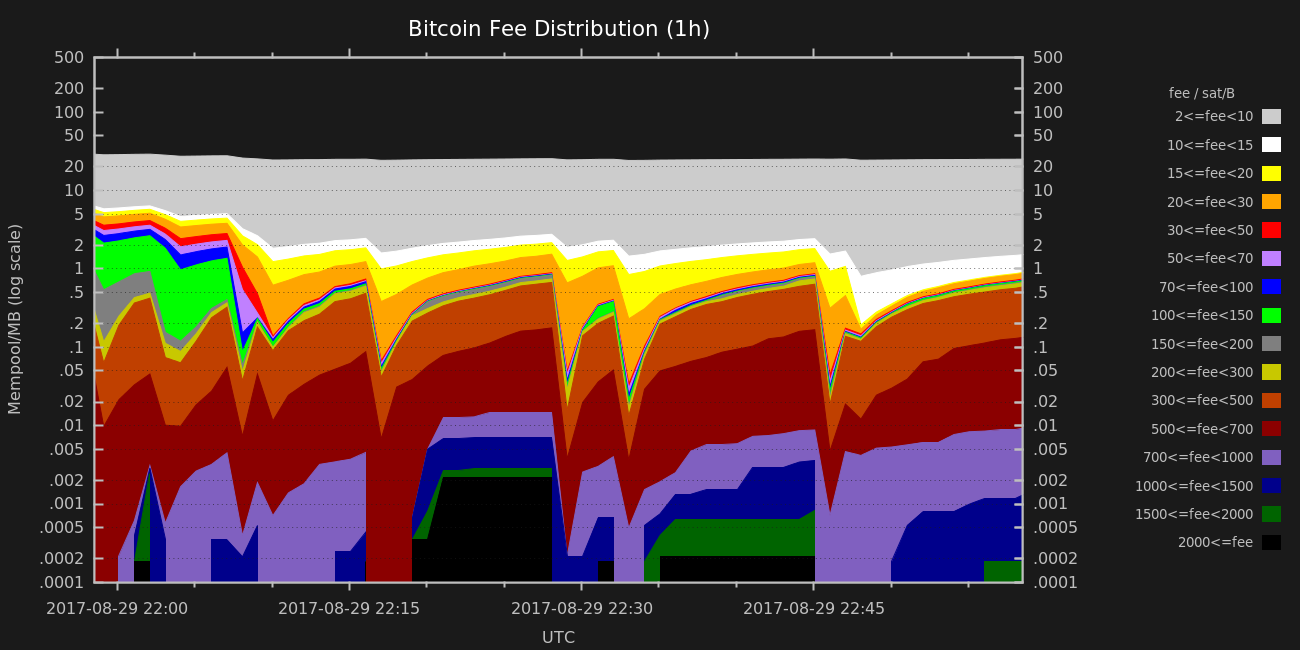 Bitcoin Fee Distribution (1h)
500 500
200 200
100 100
50 50
20 20
10 10
5 5
2 2
1 1
.5 .5
.2 .2
.1 .1
.05 .05
.02 .02
.01 .01
.005 .005
.002 .002
.001 .001
.0005 .0005
.0002 .0002
.0001 .0001
Mempool/MB (log scale)
2017-08-29 22:00 2017-08-29 22:15 2017-08-29 22:30 2017-08-29 22:45
UTC
fee / sat/B
2<=fee<10
10<=fee<15
15<=fee<20
20<=fee<30
30<=fee<50
50<=fee<70
70<=fee<100
100<=fee<150
150<=fee<200
200<=fee<300
300<=fee<500
500<=fee<700
700<=fee<1000
1000<=fee<1500
1500<=fee<2000
2000<=fee